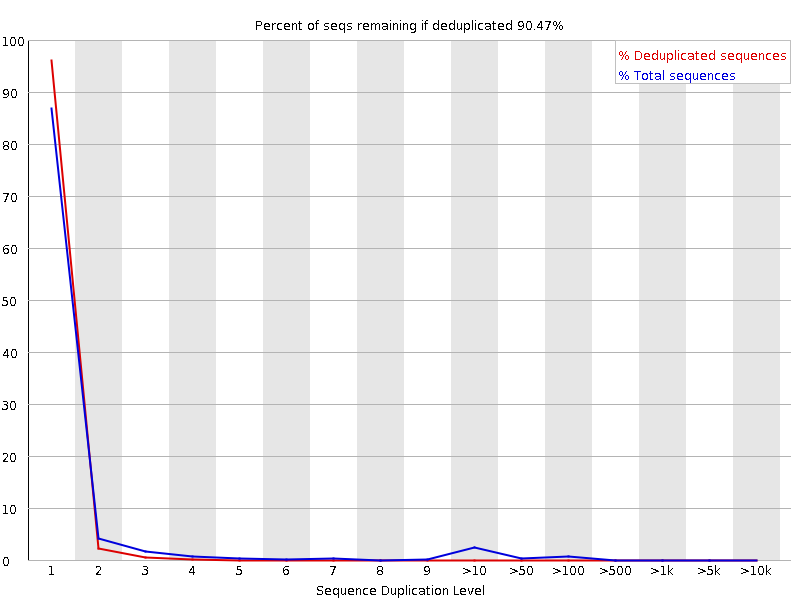 Percent of seqs remaining if deduplicated 90.47%
% Deduplicated sequences
% Total sequences
100
90
80
70
60
50
40
30
20
10
0
1 2 3 4 5 6 7 8 9 >10 >50 >100 >500 >1k >5k >10k
Sequence Duplication Level